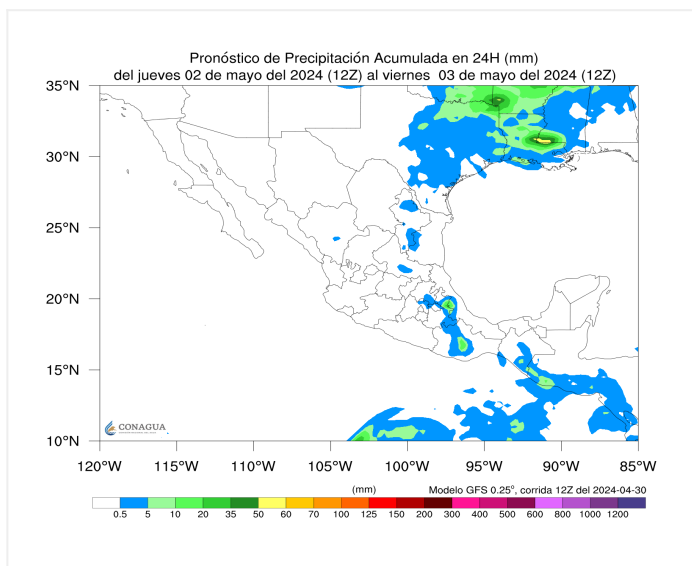 Pronóstico de Precipitación Acumulada en 24H (mm)
del jueves 02 de mayo del 2024 (12Z) al viernes 03 de mayo del 2024 (12Z)
35°N
30°N
25°N
20°N
15°N
10°N
CONAGUA
120°W 115°W 110°W 105°W 100°W 95°W 90°W 85°W
(mm) Modelo GFS 0.25°, corrida 12Z del 2024-04-30
0.5 5 10 20 35 50 60 70 100 125 150 200 300 400 500 600 800 1000 1200